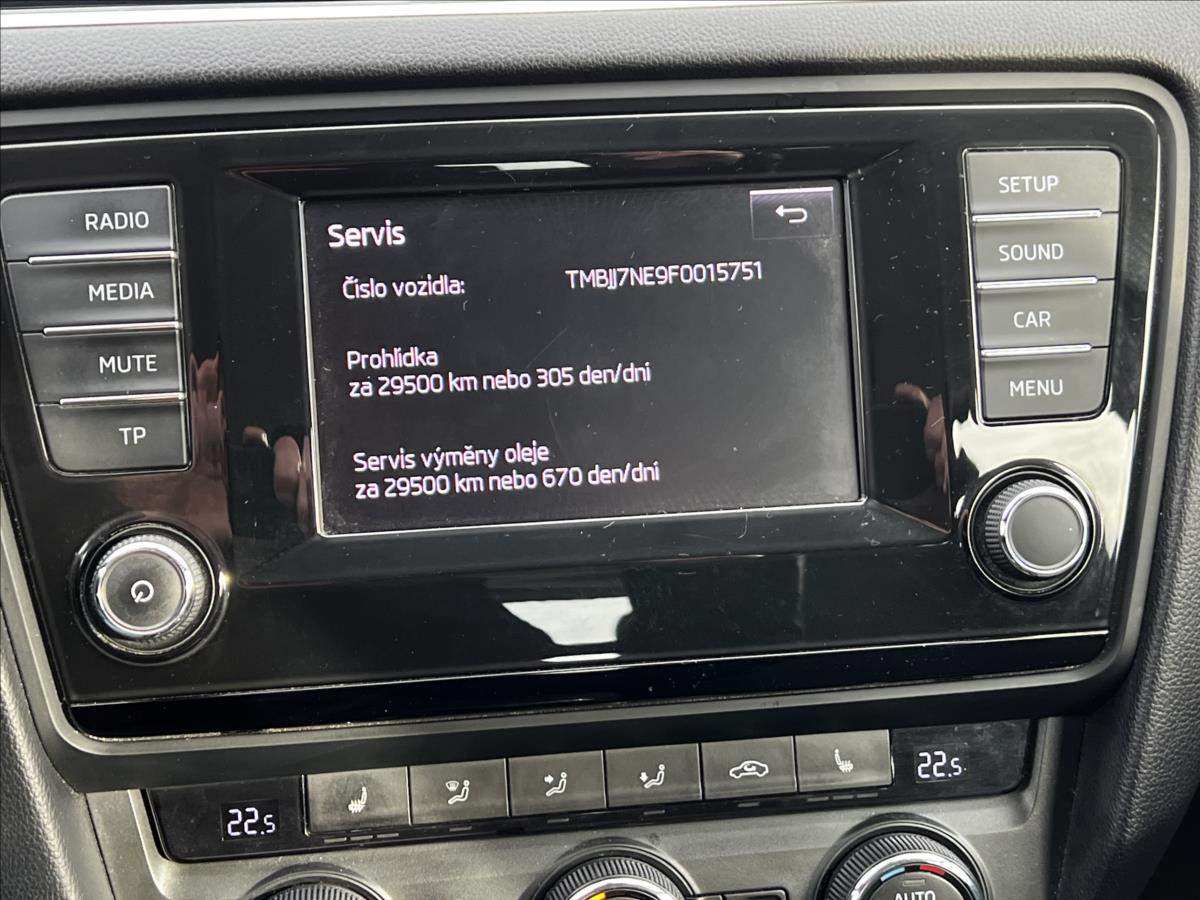 Servis
Číslo vozidla: TMBJJ7NE9F0015751
Prohlídka
za 29500 km nebo 305 den/dní
Servis výměny oleje
za 29500 km nebo 670 den/dní
RADIO
MEDIA
MUTE
TP
SETUP
SOUND
CAR
MENU
22.5
22.5
AUTO